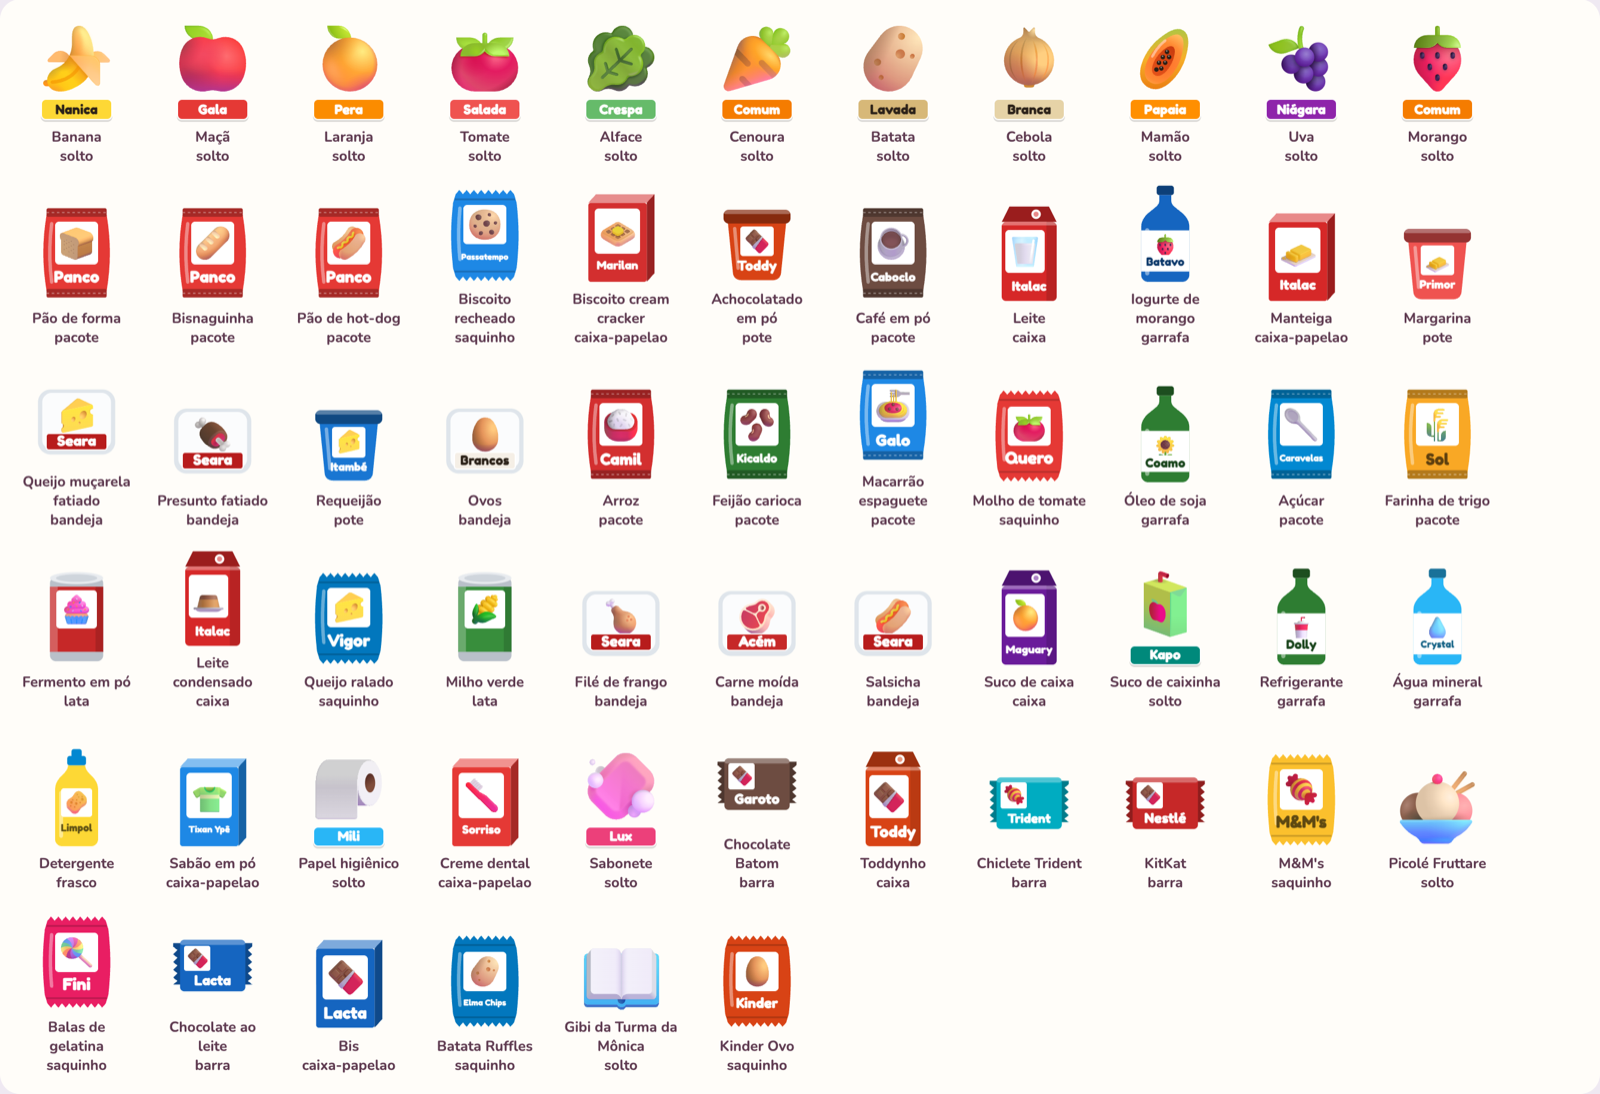 Nanica
Gala
Pera
Salada
Crespa
Comum
Lavada
Branca
Papaia
Niágara
Comum
Banana
solto
Maçã
solto
Laranja
solto
Tomate
solto
Alface
solto
Cenoura
solto
Batata
solto
Cebola
solto
Mamão
solto
Uva
solto
Morango
solto
Panco
Pão de forma
pacote
Panco
Bisnaguinha
pacote
Panco
Pão de hot-dog
pacote
Passatempo
Biscoito
recheado
saquinho
Marilan
Biscoito cream
cracker
caixa-papelao
Toddy
Achocolatado
em pó
pote
Caboclo
Café em pó
pacote
Italac
Leite
caixa
Batavo
Iogurte de
morango
garrafa
Italac
Manteiga
caixa-papelao
Primor
Margarina
pote
Seara
Queijo muçarela
fatiado
bandeja
Seara
Presunto fatiado
bandeja
Itambé
Requeijão
pote
Brancos
Ovos
bandeja
Camil
Arroz
pacote
Kicaldo
Feijão carioca
pacote
Galo
Macarrão
espaguete
pacote
Quero
Molho de tomate
saquinho
Coamo
Óleo de soja
garrafa
Caravelas
Açúcar
pacote
Sol
Farinha de trigo
pacote
Fermento em pó
lata
Italac
Leite
condensado
caixa
Vigor
Queijo ralado
saquinho
Milho verde
lata
Seara
Filé de frango
bandeja
Acém
Carne moída
bandeja
Seara
Salsicha
bandeja
Maguary
Suco de caixa
caixa
Kapo
Suco de caixinha
solto
Dolly
Refrigerante
garrafa
Crystal
Água mineral
garrafa
Limpol
Detergente
frasco
Tixan Ypê
Sabão em pó
caixa-papelao
Mili
Papel higiênico
solto
Sorriso
Creme dental
caixa-papelao
Lux
Sabonete
solto
Garoto
Chocolate
Batom
barra
Toddy
Toddynho
caixa
Trident
Chiclete Trident
barra
Nestlé
KitKat
barra
M&M's
M&M's
saquinho
Picolé Fruttare
solto
Fini
Balas de
gelatina
saquinho
Lacta
Chocolate ao
leite
barra
Lacta
Bis
caixa-papelao
Elma Chips
Batata Ruffles
saquinho
Gibi da Turma da
Mônica
solto
Kinder
Kinder Ovo
saquinho